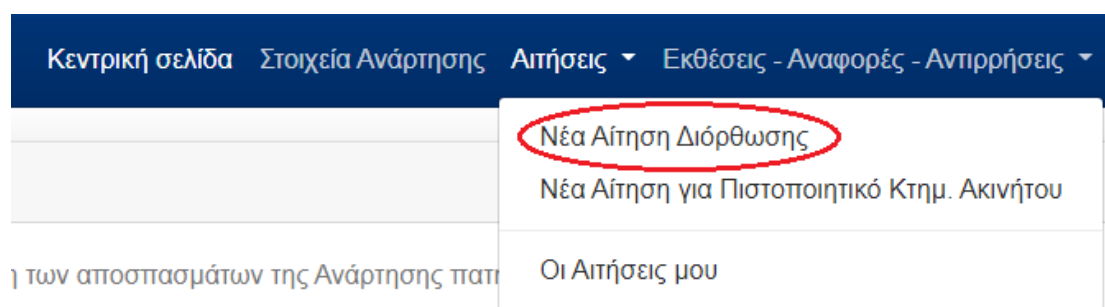 Κεντρική σελίδα Στοιχεία Ανάρτησης Αιτήσεις Εκθέσεις - Αναφορές - Αντιρρήσεις
Νέα Αίτηση Διόρθωσης
Νέα Αίτηση για Πιστοποιητικό Κτημ. Ακινήτου
των αποσπασμάτων της Ανάρτησης
Οι Αιτήσεις μου